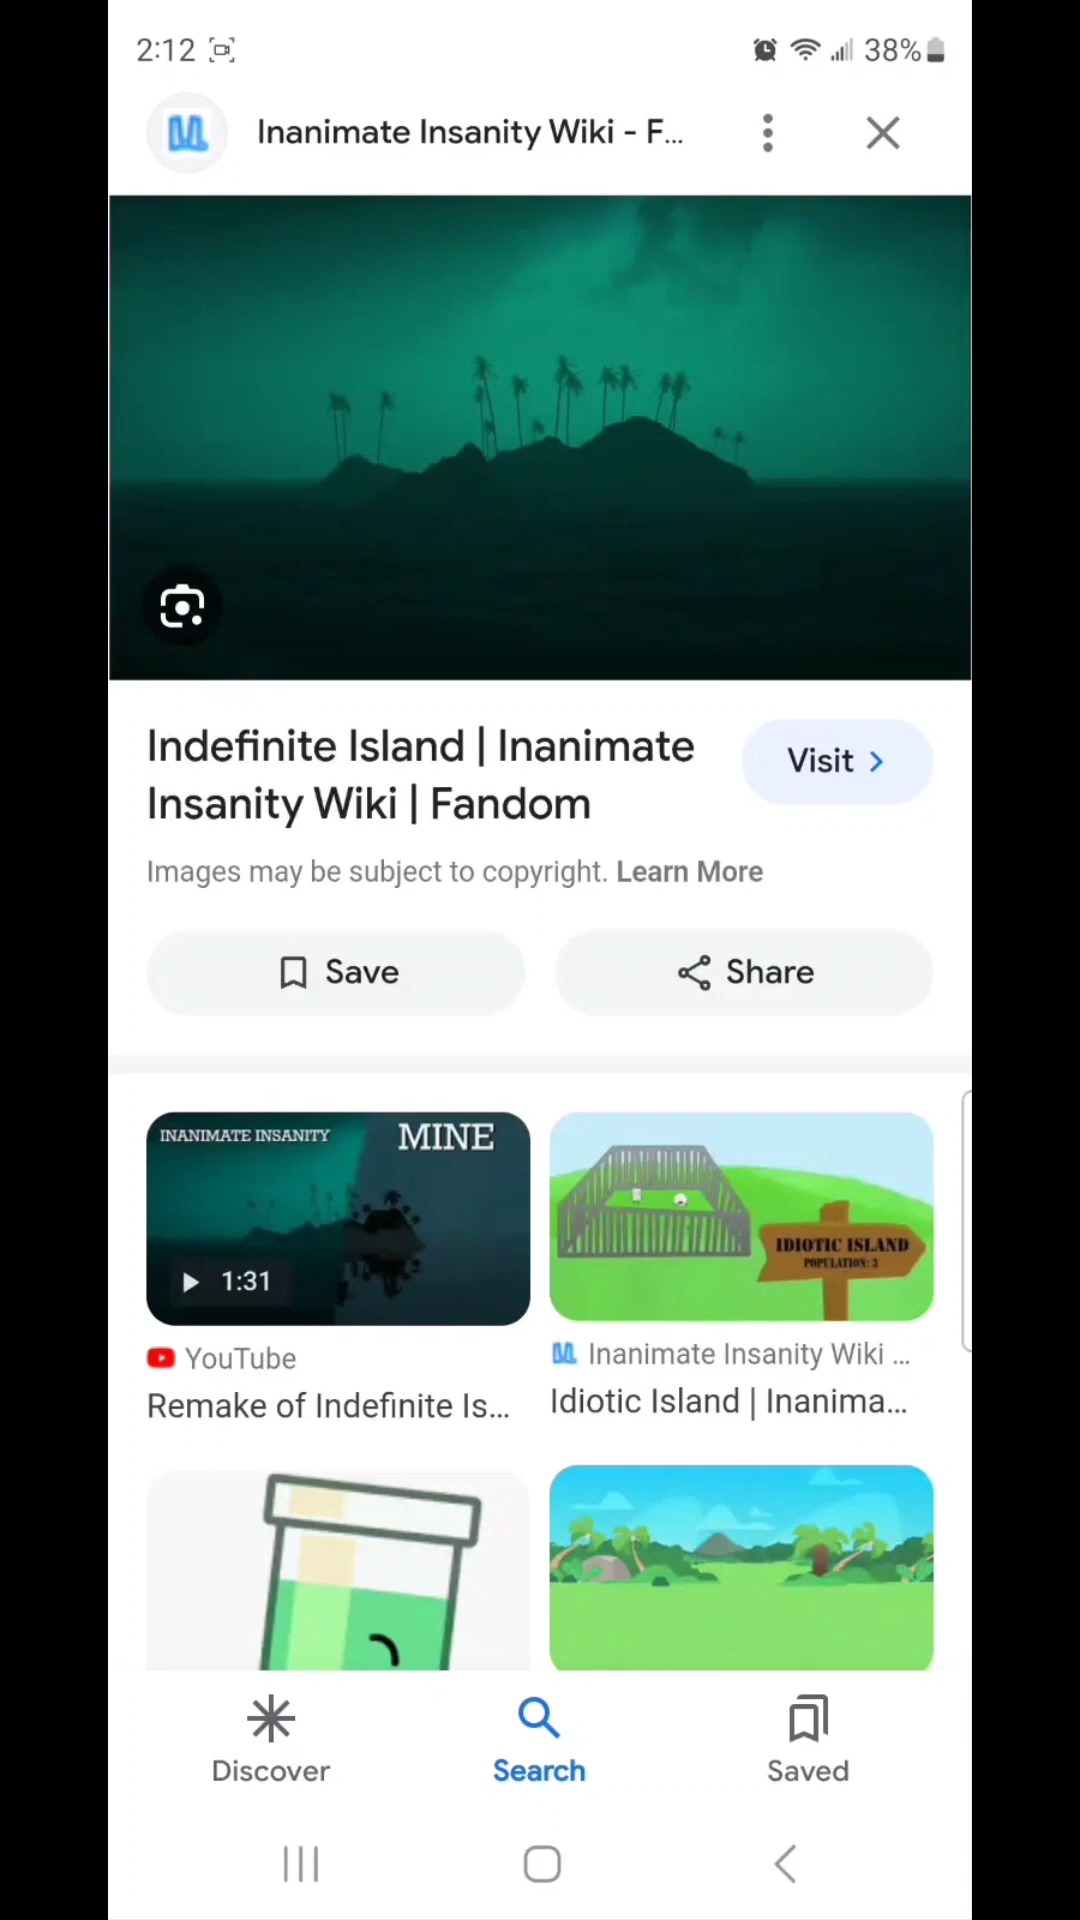 2:12
38%
Inanimate Insanity Wiki - F...
Indefinite Island | Inanimate
Insanity Wiki | Fandom
Visit
Images may be subject to copyright. Learn More
Save
Share
INANIMATE INSANITY
MINE
1:31
IDIOTIC ISLAND
POPULATION: 3
YouTube
Remake of Indefinite Is...
Inanimate Insanity Wiki ...
Idiotic Island | Inanima...
Discover
Search
Saved